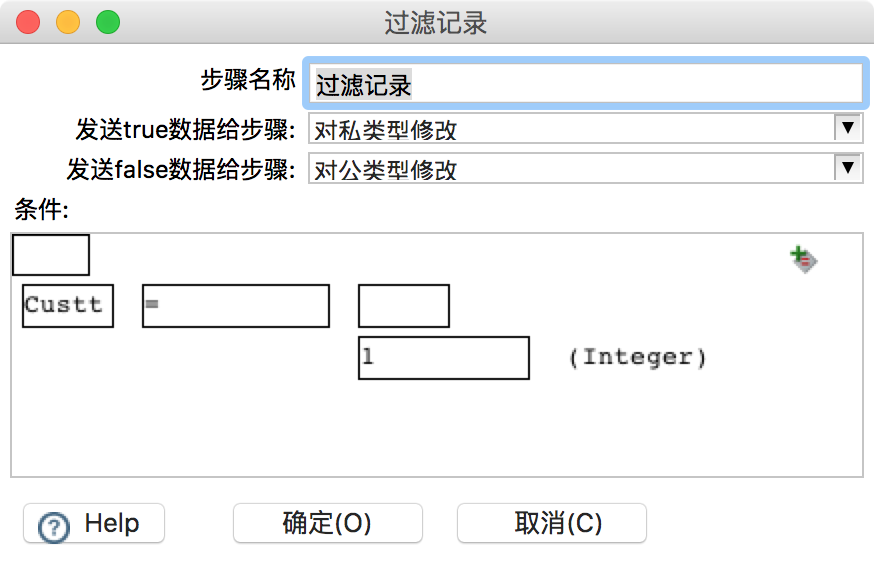 过滤记录
步骤名称 过滤记录
发送true数据给步骤: 对私类型修改
发送false数据给步骤: 对公类型修改
条件:
Custt =
1 (Integer)
Help 确定(O) 取消(C)